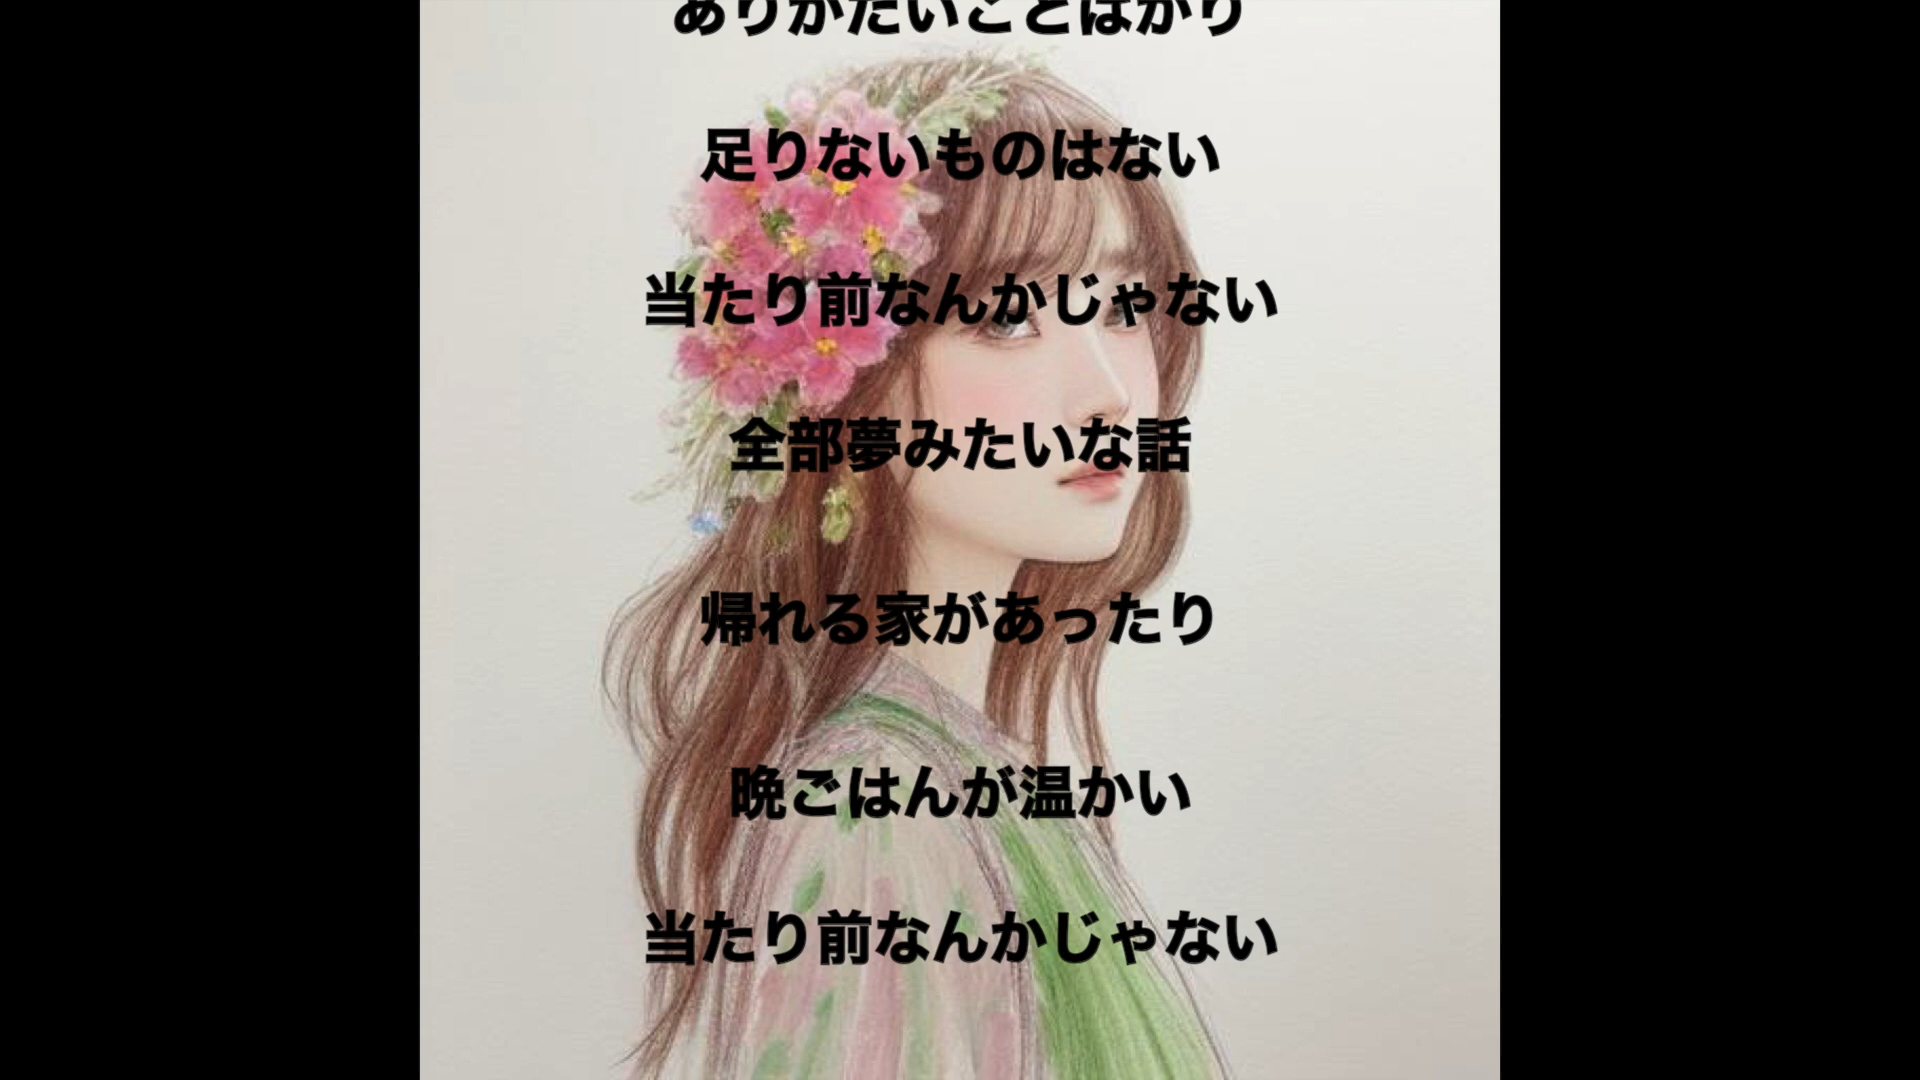 ありがたいことばかり
足りないものはない
当たり前なんかじゃない
全部夢みたいな話
帰れる家があったり
晩ごはんが温かい
当たり前なんかじゃない